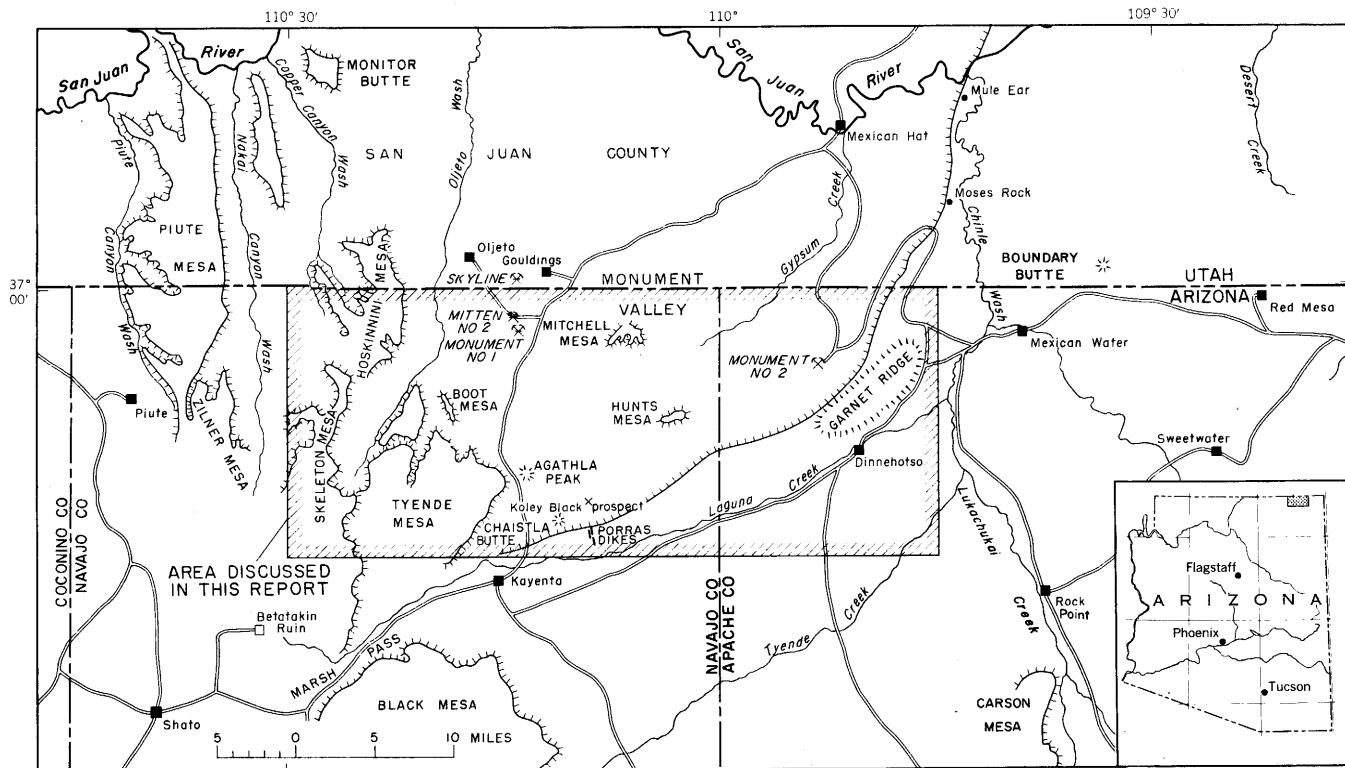 110° 30'
110°
109° 30'
San Juan
River
Copper Canyon
Wash
MONITOR
BUTTE
Wash
Oljeto
San Juan
River
Mule Ear
Mexican Hat
Desert
Creek
SAN JUAN COUNTY
Piute
Canyon
Wash
Nakai
Canyon
Wash
PIUTE
MESA
Creek
Gypsum
Moses Rock
Chinle
Wash
Oljeto
Gouldings
SKYLINE
MONUMENT
VALLEY
BOUNDARY
BUTTE
UTAH
ARIZONA
Red Mesa
37°
00'
HOSKINNINI MESA
MITTEN
NO 2
MONUMENT
NO 1
MITCHELL
MESA
MONUMENT
NO 2
Mexican Water
GARNET RIDGE
Piute
ZILNER MESA
SKELETON MESA
BOOT
MESA
HUNTS
MESA
Sweetwater
Dinnehotso
AGATHLA
PEAK
TYENDE
MESA
Koley Black prospect
CHAISTLA
BUTTE
PORRAS
DIKES
Laguna Creek
Lukachukai
Creek
COCONINO CO
NAVAJO CO
AREA DISCUSSED
IN THIS REPORT
Kayenta
Betatakin
Ruin
NAVAJO CO
APACHE CO
Tyende Creek
Rock
Point
MARSH PASS
BLACK MESA
CARSON
MESA
Shato
5 0 5 10 MILES
Flagstaff
ARIZONA
Phoenix
Tucson